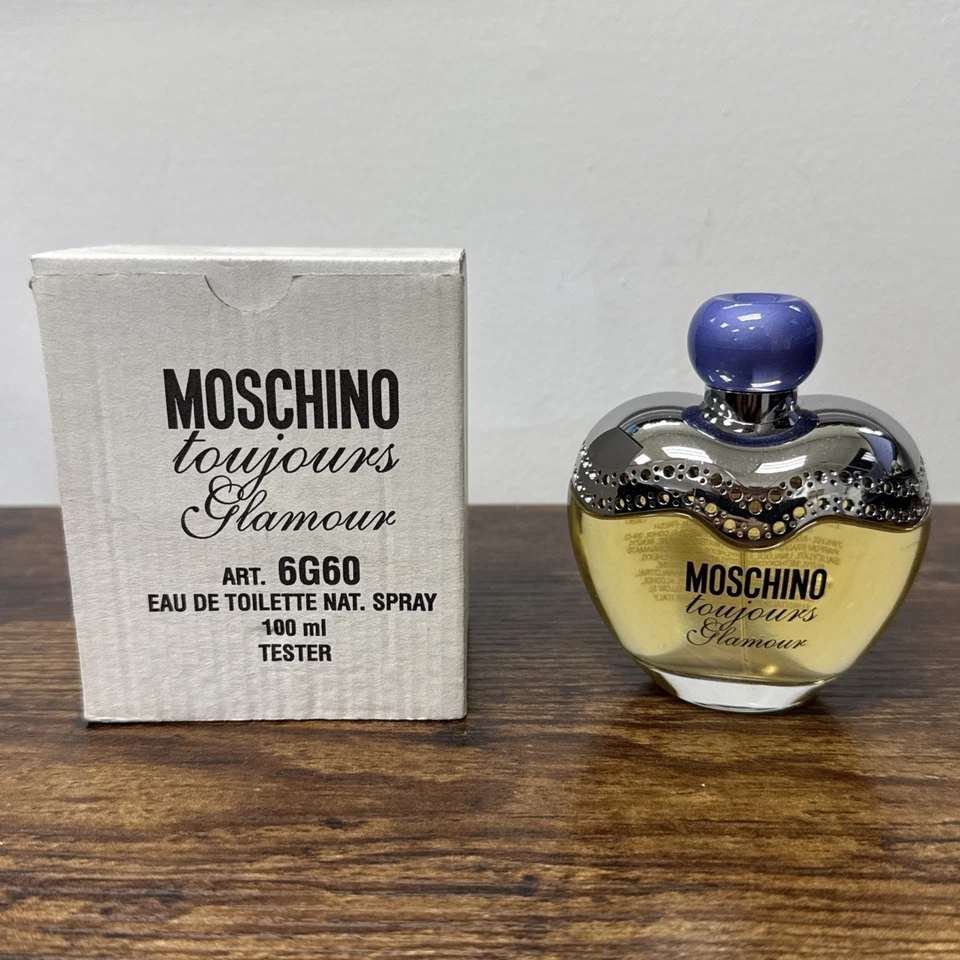 MOSCHINO
toujours
Glamour
ART. 6G60
EAU DE TOILETTE NAT. SPRAY
100 ml
TESTER
MOSCHINO
toujours
Glamour